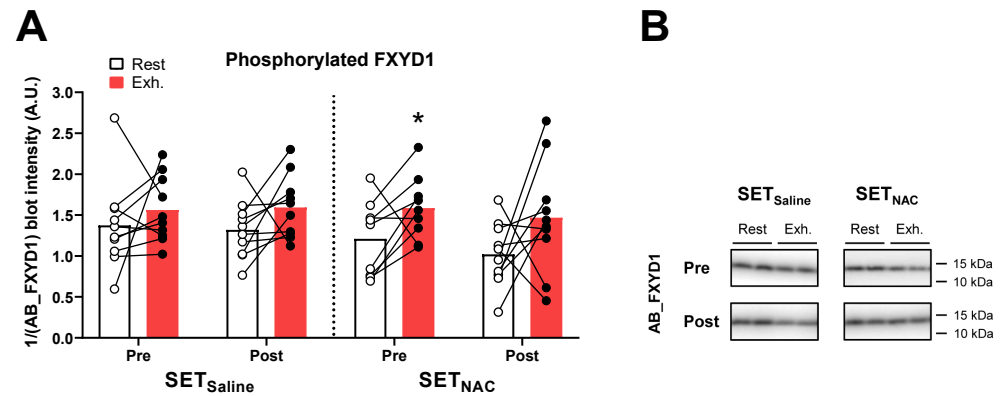 A
Phosphorylated FXYD1
Rest
Exh.
1/(AB_FXYD1) blot intensity (A.U.)
3.0
2.5
2.0
1.5
1.0
0.5
0.0
*
Pre
Post
Pre
Post
SETSaline
SETNAC
B
SETSaline
SETNAC
Rest
Exh.
Rest
Exh.
AB_FXYD1
Pre
15 kDa
10 kDa
Post
15 kDa
10 kDa